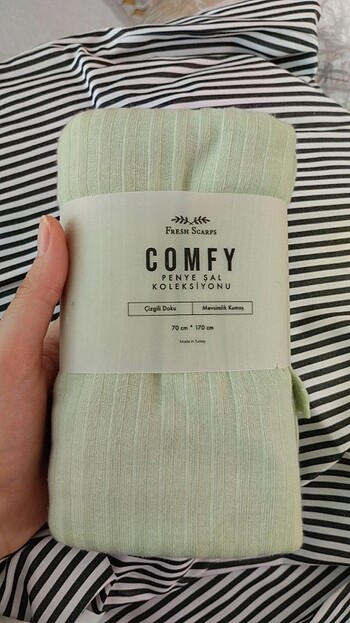 FRESH SCARFS
COMFY
PENYE ŞAL
KOLEKSİYONU
Çizgili Doku
Mevsimlik Kumaş
70 cm * 170 cm
Made in Turkey